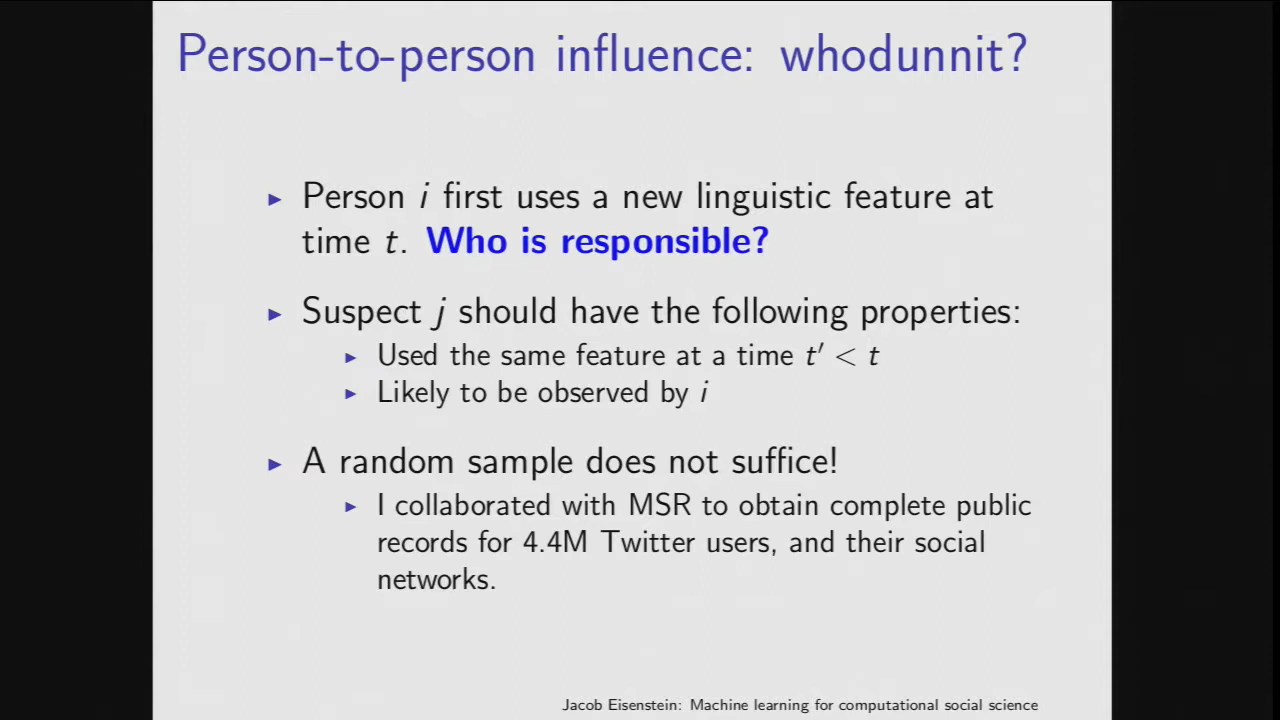 Person-to-person influence: whodunnit?
▸ Person i first uses a new linguistic feature at
time t. Who is responsible?
▸ Suspect j should have the following properties:
▸ Used the same feature at a time t′ < t
▸ Likely to be observed by i
▸ A random sample does not suffice!
▸ I collaborated with MSR to obtain complete public
records for 4.4M Twitter users, and their social
networks.
Jacob Eisenstein: Machine learning for computational social science